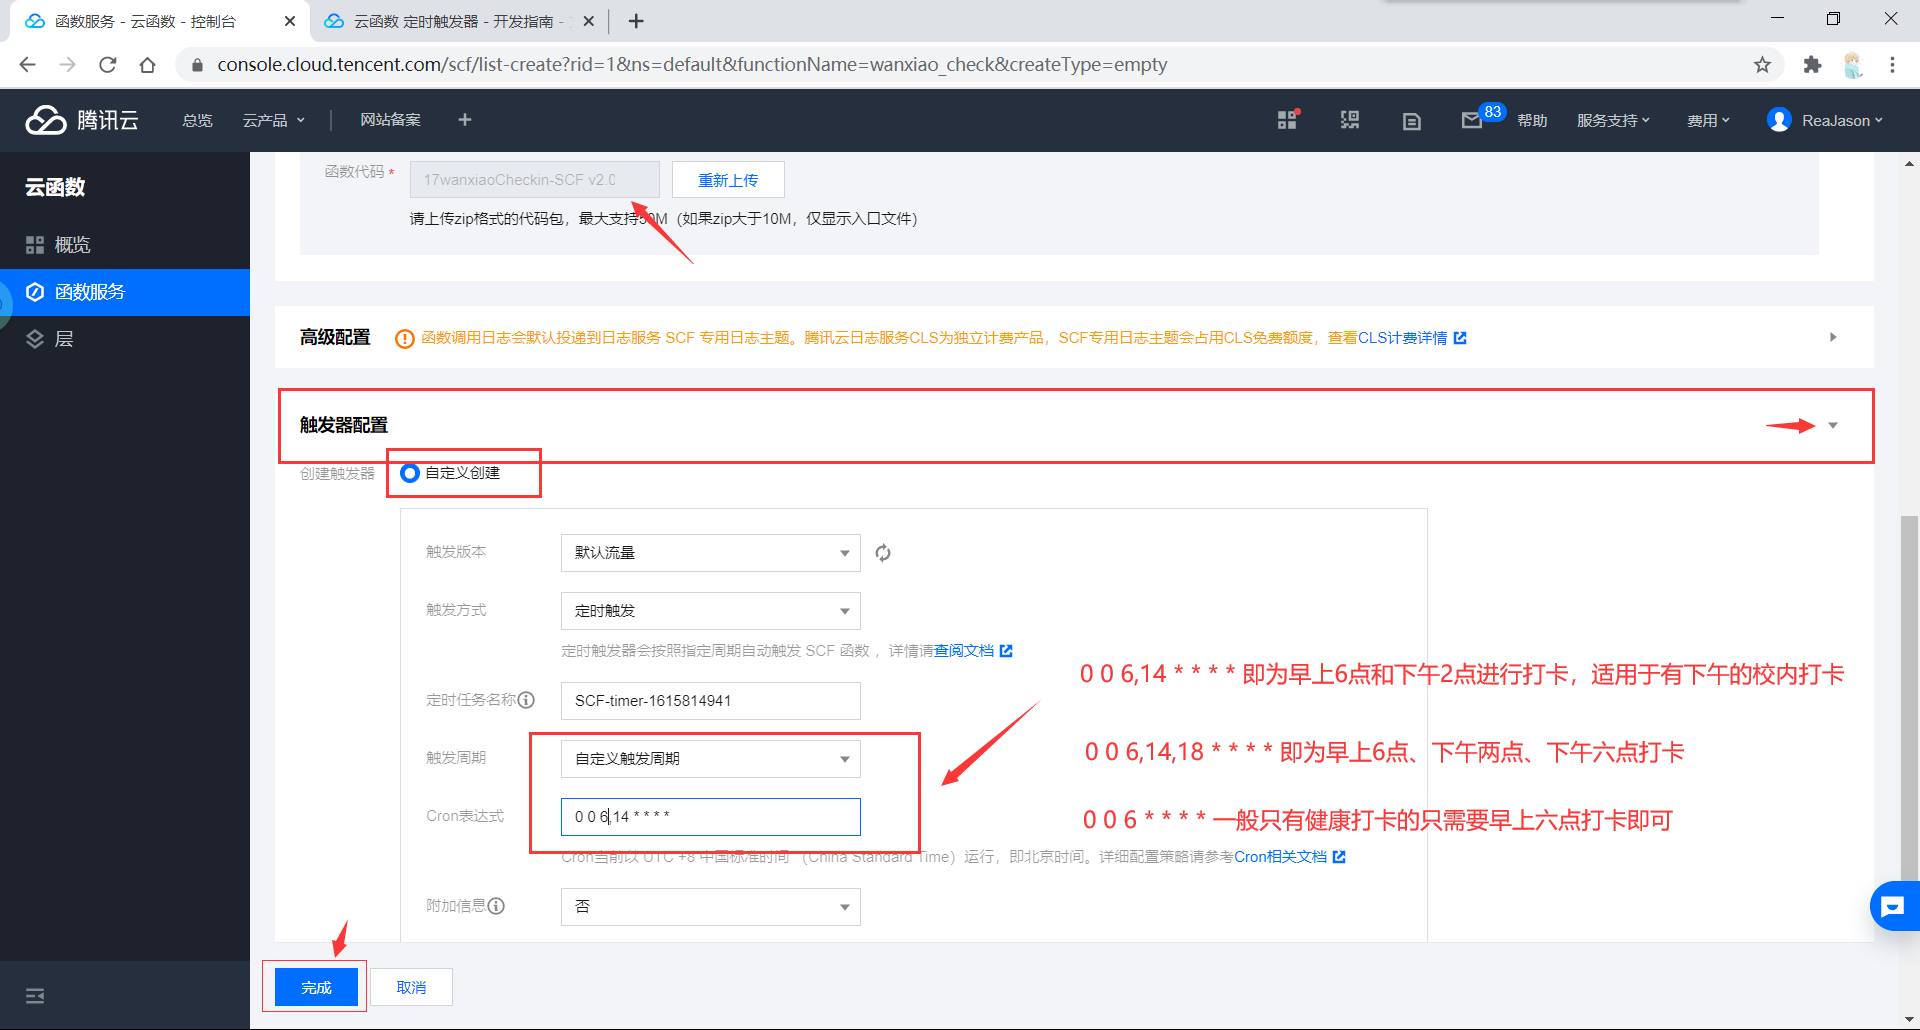 函数服务 - 云函数 - 控制台
云函数 定时触发器 - 开发指南 -
console.cloud.tencent.com/scf/list-create?rid=1&ns=default&functionName=wanxiao_check&createType=empty
腾讯云 总览 云产品 网站备案 83 帮助 服务支持 费用 ReaJason
云函数
概览
函数服务
层
函数代码 * 17wanxiaoCheckin-SCF v2.0 重新上传
请上传zip格式的代码包，最大支持50M（如果zip大于10M，仅显示入口文件）
高级配置 函数调用日志会默认投递到日志服务 SCF 专用日志主题。腾讯云日志服务CLS为独立计费产品，SCF专用日志主题会占用CLS免费额度，查看CLS计费详情
触发器配置
创建触发器 自定义创建
触发版本 默认流量
触发方式 定时触发
定时触发器会按照指定周期自动触发 SCF 函数 ，详情请查阅文档
0 0 6,14 * * * * 即为早上6点和下午2点进行打卡，适用于有下午的校内打卡
定时任务名称 SCF-timer-1615814941
触发周期 自定义触发周期
0 0 6,14,18 * * * * 即为早上6点、下午两点、下午六点打卡
Cron表达式 0 0 6,14 * * * *
0 0 6 * * * * 一般只有健康打卡的只需要早上六点打卡即可
Cron当前以 UTC +8 中国标准时间 （China Standard Time）运行，即北京时间。详细配置策略请参考Cron相关文档
附加信息 否
完成 取消